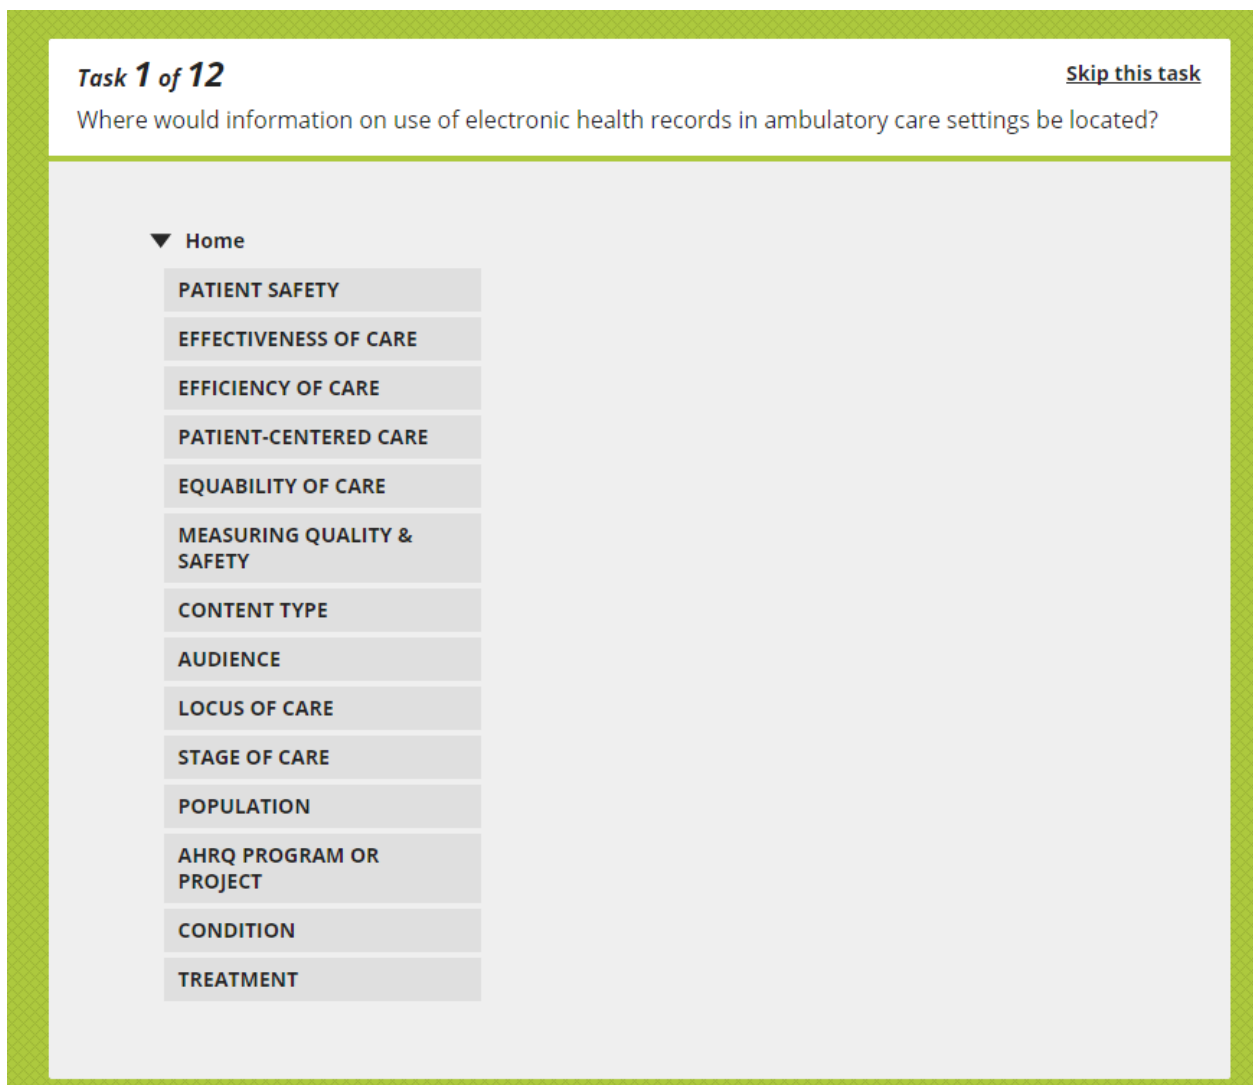 Task 1 of 12
Skip this task
Where would information on use of electronic health records in ambulatory care settings be located?
Home
PATIENT SAFETY
EFFECTIVENESS OF CARE
EFFICIENCY OF CARE
PATIENT-CENTERED CARE
EQUABILITY OF CARE
MEASURING QUALITY &
SAFETY
CONTENT TYPE
AUDIENCE
LOCUS OF CARE
STAGE OF CARE
POPULATION
AHRQ PROGRAM OR
PROJECT
CONDITION
TREATMENT